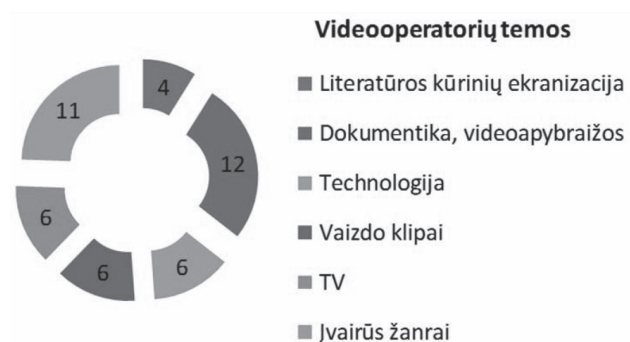 Videooperatorių temos
Literatūros kūrinių ekranizacija
Dokumentika, videoapybraižos
Technologija
Vaizdo klipai
TV
Įvairūs žanrai
4
12
6
6
6
11